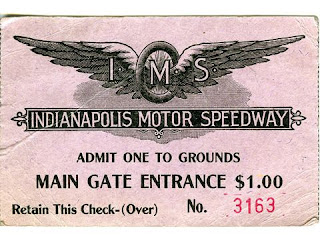 I. M. S.
INDIANAPOLIS MOTOR SPEEDWAY
ADMIT ONE TO GROUNDS
MAIN GATE ENTRANCE $1.00
Retain This Check-(Over) No. 3163